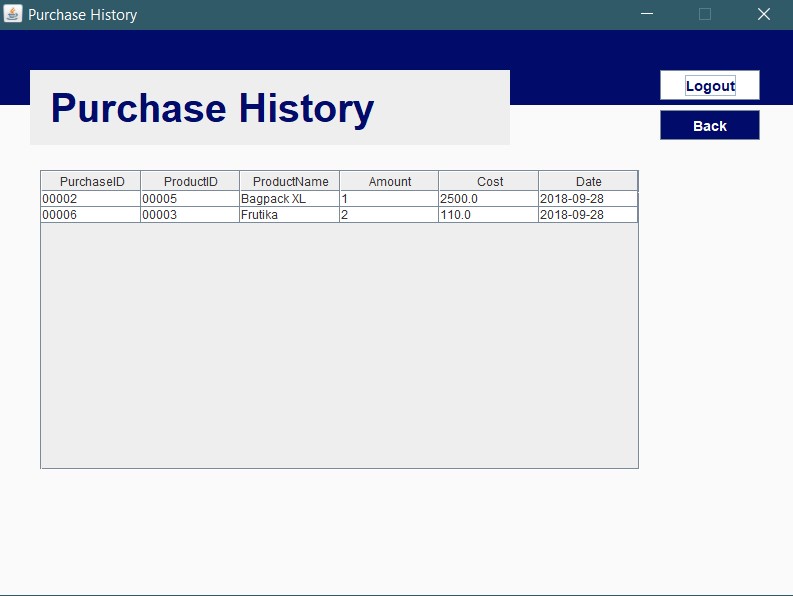 Purchase History
Purchase History
Logout
Back
PurchaseID ProductID ProductName Amount Cost Date
00002 00005 Bagpack XL 1 2500.0 2018-09-28
00006 00003 Frutika 2 110.0 2018-09-28